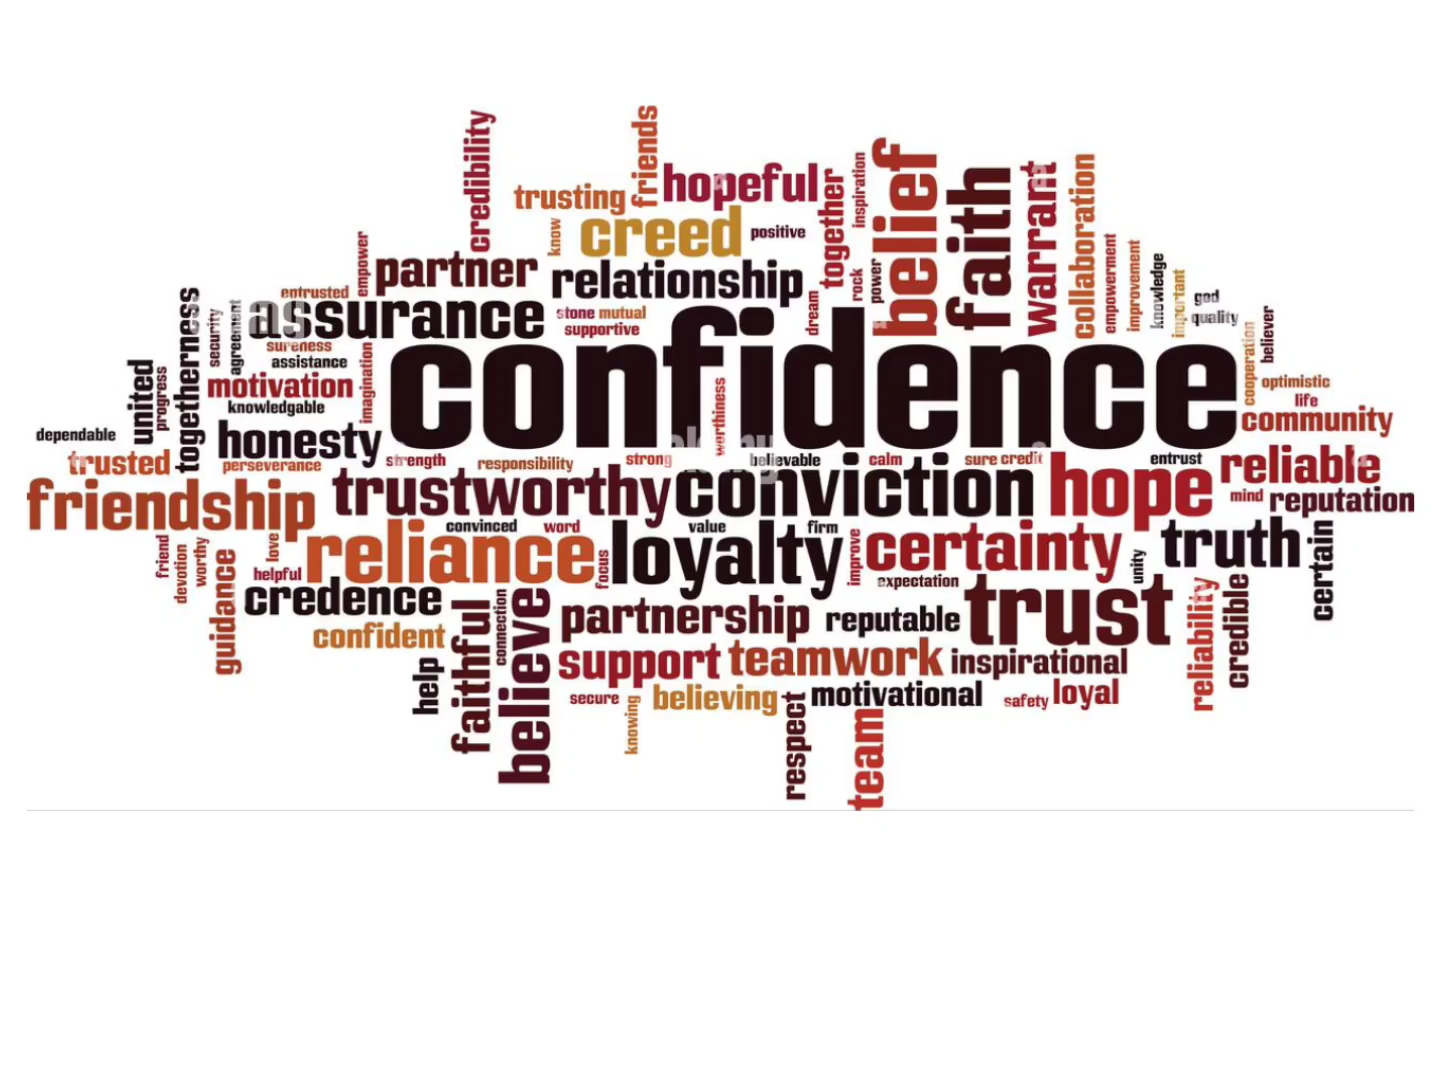 credibility
friends
trusting
hopeful
know
creed
positive
together
inspiration
belief
faith
warrant
collaboration
empower
partner
relationship
rock
power
empowerment
improvement
knowledge
important
god
quality
entrusted
assurance
stone
mutual
supportive
dream
believer
cooperation
togetherness
security
agreement
sureness
assistance
confidence
united
progress
motivation
imagination
worthiness
optimistic
life
community
knowledgable
dependable
honesty
trusted
perseverance
strength
responsibility
strong
believable
calm
sure
credit
entrust
reliable
friendship
trustworthy
conviction
hope
mind
reputation
convinced
word
value
firm
reliance
loyalty
improve
certainty
unity
truth
certain
friend
devotion
worthy
love
guidance
helpful
focus
expectation
credence
connection
partnership
reputable
trust
reliability
credible
confident
faithful
believe
support
teamwork
inspirational
help
secure
believing
motivational
safety
loyal
knowing
respect
team